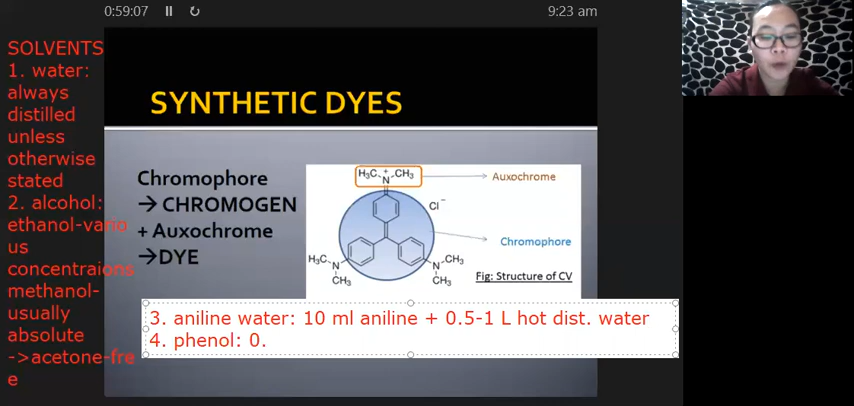 0:59:07
9:23 am
SOLVENTS
1. water:
always
distilled
unless
otherwise
stated
2. alcohol:
ethanol-vario
us
concentraions
methanol-
usually
absolute
->acetone-fre
e
SYNTHETIC DYES
Chromophore
→ CHROMOGEN
+ Auxochrome
→DYE
H₃C + CH₃
N
Auxochrome
Cl⁻
Chromophore
H₃C N
CH₃
N CH₃
CH₃
Fig: Structure of CV
3. aniline water: 10 ml aniline + 0.5-1 L hot dist. water
4. phenol: 0.